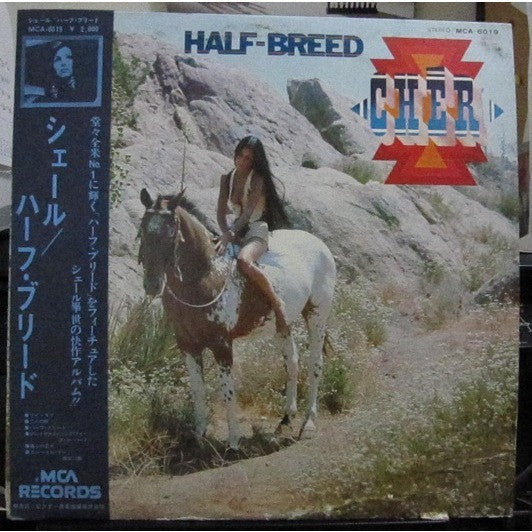 シェール/ハーフ・ブリード
MCA-6019 ¥2,000
シェール/
ハーフ・ブリード
堂々全米No.1に輝く、ハーフ・ブリード をフィーチュアした
シェール畢世の快作アルバム!!
MCA
RECORDS
HALF-BREED
STEREO MCA-6019
CHER